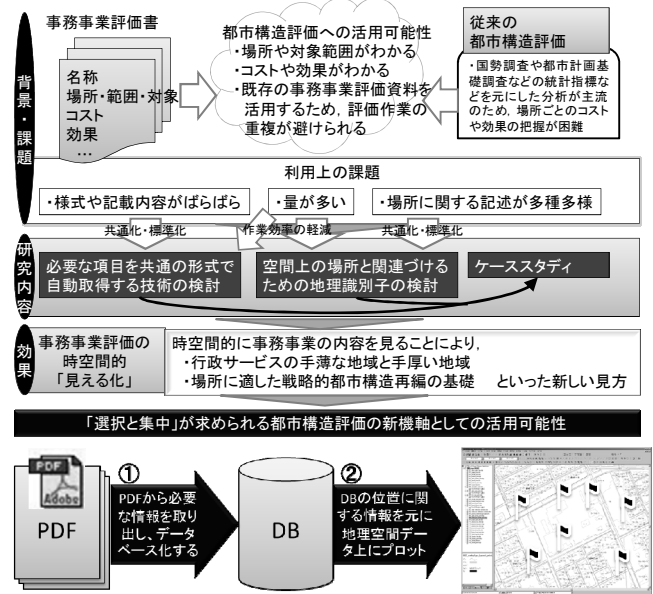 事務事業評価書
名称
場所・範囲・対象
コスト
効果
…
都市構造評価への活用可能性
・場所や対象範囲がわかる
・コストや効果がわかる
・既存の事務事業評価資料を
活用するため，評価作業の
重複が避けられる
従来の
都市構造評価
・国勢調査や都市計画基
礎調査などの統計指標な
どを元にした分析が主流
のため，場所ごとのコスト
や効果の把握が困難
背景・課題
利用上の課題
・様式や記載内容がばらばら
・量が多い
・場所に関する記述が多種多様
共通化・標準化
作業効率の軽減
共通化・標準化
研究内容
必要な項目を共通の形式で
自動取得する技術の検討
空間上の場所と関連づける
ための地理識別子の検討
ケーススタディ
効果
事務事業評価の
時空間的
「見える化」
時空間的に事務事業の内容を見ることにより，
・行政サービスの手薄な地域と手厚い地域
・場所に適した戦略的都市構造再編の基礎　といった新しい見方
「選択と集中」が求められる都市構造評価の新機軸としての活用可能性
PDF
Adobe
PDF
①
PDFから必要
な情報を取り
出し、データ
ベース化する
DB
②
DBの位置に関
する情報を元に
地理空間デー
タ上にプロット